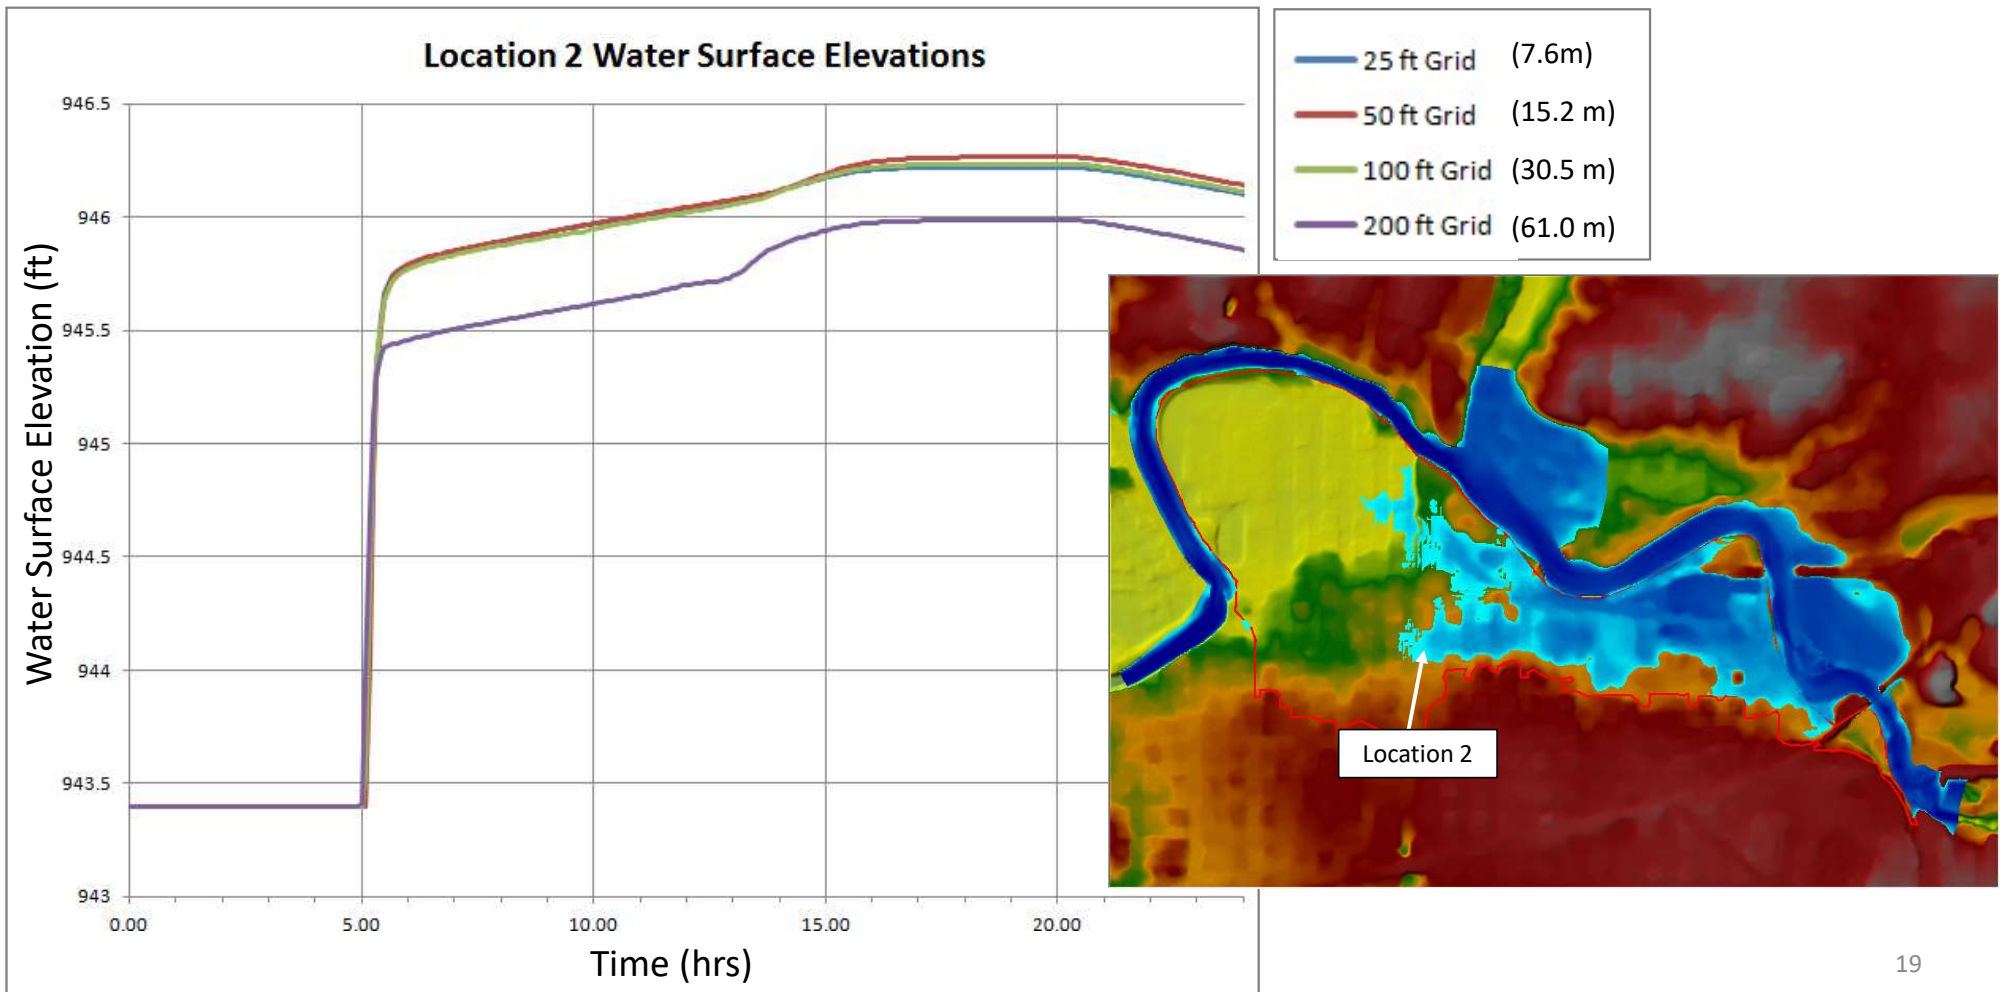 Location 2 Water Surface Elevations
Water Surface Elevation (ft)
946.5
946
945.5
945
944.5
944
943.5
943
0.00 5.00 10.00 15.00 20.00
Time (hrs)
25 ft Grid (7.6m)
50 ft Grid (15.2 m)
100 ft Grid (30.5 m)
200 ft Grid (61.0 m)
Location 2
19